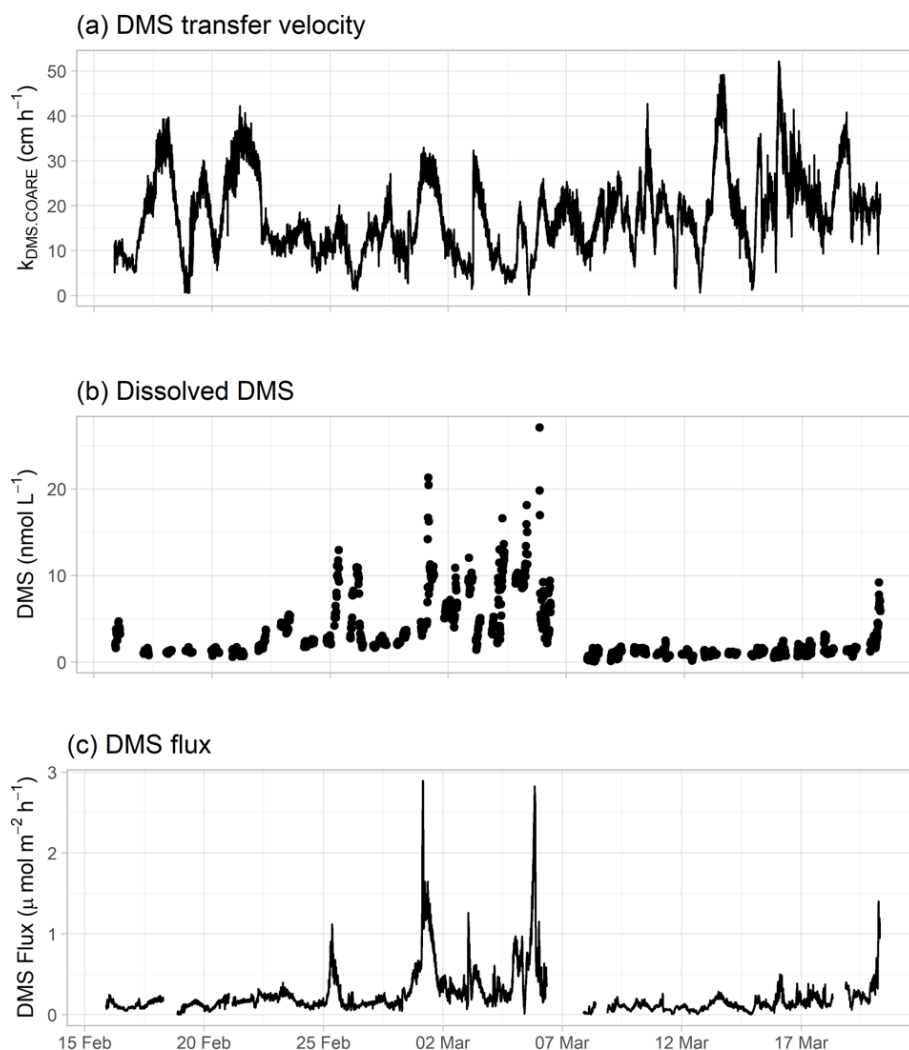 (a) DMS transfer velocity
50
40
30
20
10
0
k_DMS.COARE (cm h⁻¹)
(b) Dissolved DMS
20
10
0
DMS (nmol L⁻¹)
(c) DMS flux
3
2
1
0
DMS Flux (μ mol m⁻² h⁻¹)
15 Feb 20 Feb 25 Feb 02 Mar 07 Mar 12 Mar 17 Mar